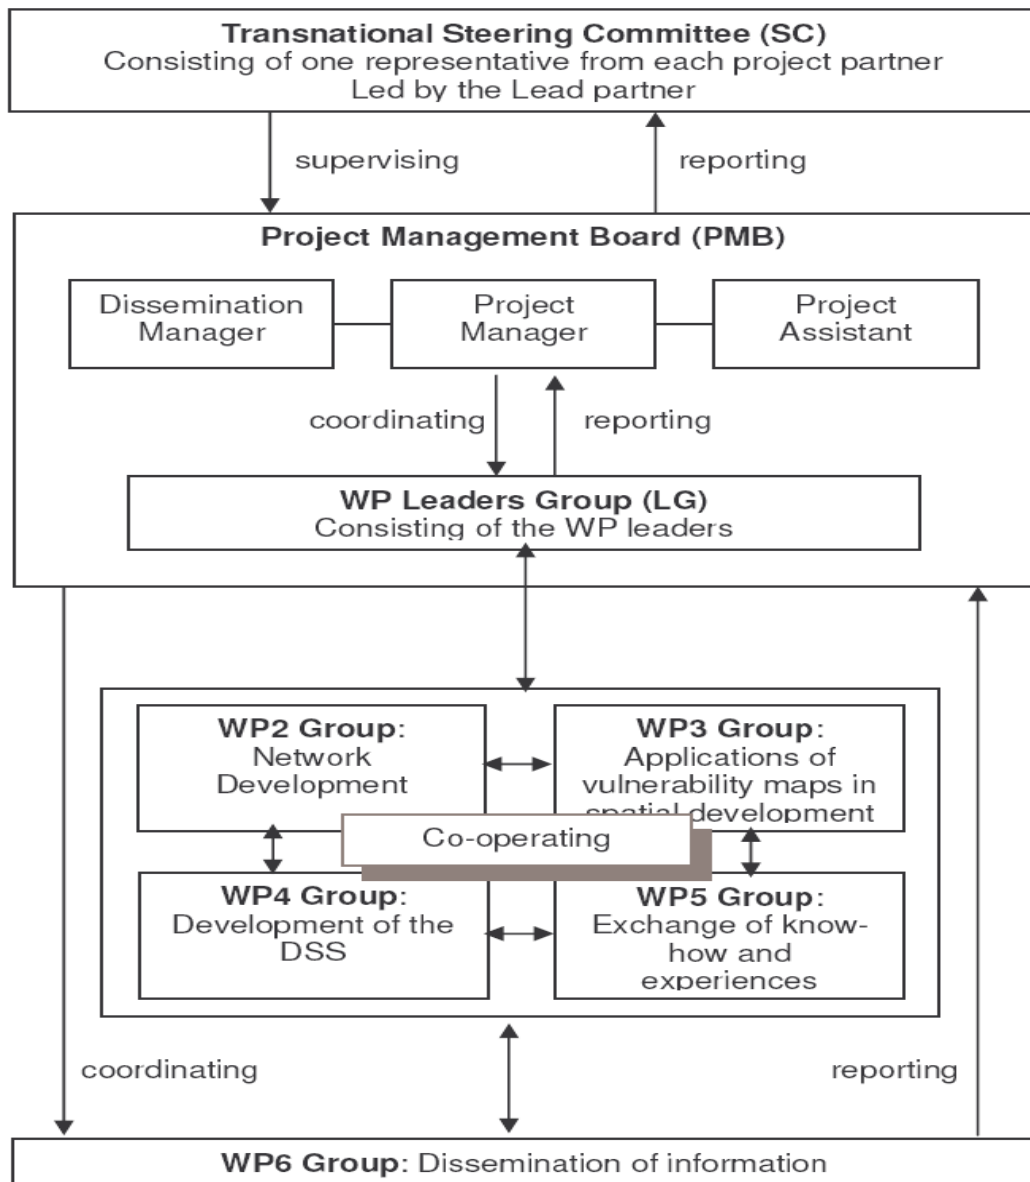 Transnational Steering Committee (SC)
Consisting of one representative from each project partner
Led by the Lead partner
supervising
reporting
Project Management Board (PMB)
Dissemination
Manager
Project
Manager
Project
Assistant
coordinating
reporting
WP Leaders Group (LG)
Consisting of the WP leaders
WP2 Group:
Network
Development
WP3 Group:
Applications of
vulnerability maps in
spatial development
Co-operating
WP4 Group:
Development of the
DSS
WP5 Group:
Exchange of know-
how and
experiences
coordinating
reporting
WP6 Group: Dissemination of information